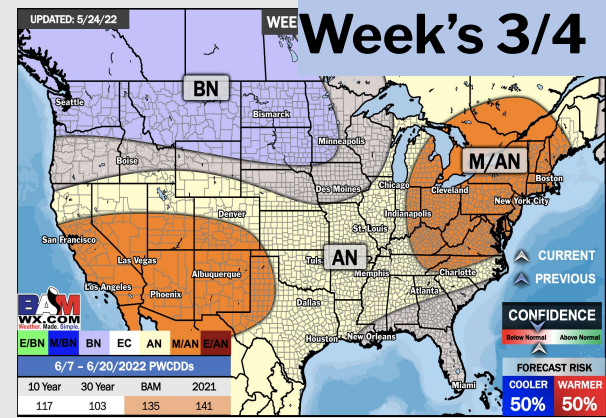 UPDATED: 5/24/22
WEE
Week's 3/4
BN
Seattle
Bismarck
Minneapolis
M/AN
Boise
Boston
Des Moines
Chicago
Cleveland
New York City
Denver
Indianapolis
San Francisco
St. Louis
Las Vegas
AN
CURRENT
Tuls
Albuquerque
Memphis
Charlotte
PREVIOUS
Los Angeles
Phoenix
Atlanta
BAM
WX.COM
Weather. Made. Simple.
Dallas
CONFIDENCE
Houston
New Orleans
Below Normal
Above Normal
E/BN M/BN BN EC AN M/AN E/AN
6/7 – 6/20/2022 PWCDDs
FORECAST RISK
10 Year 30 Year BAM 2021
Miami
COOLER WARMER
117 103 135 141
50% 50%